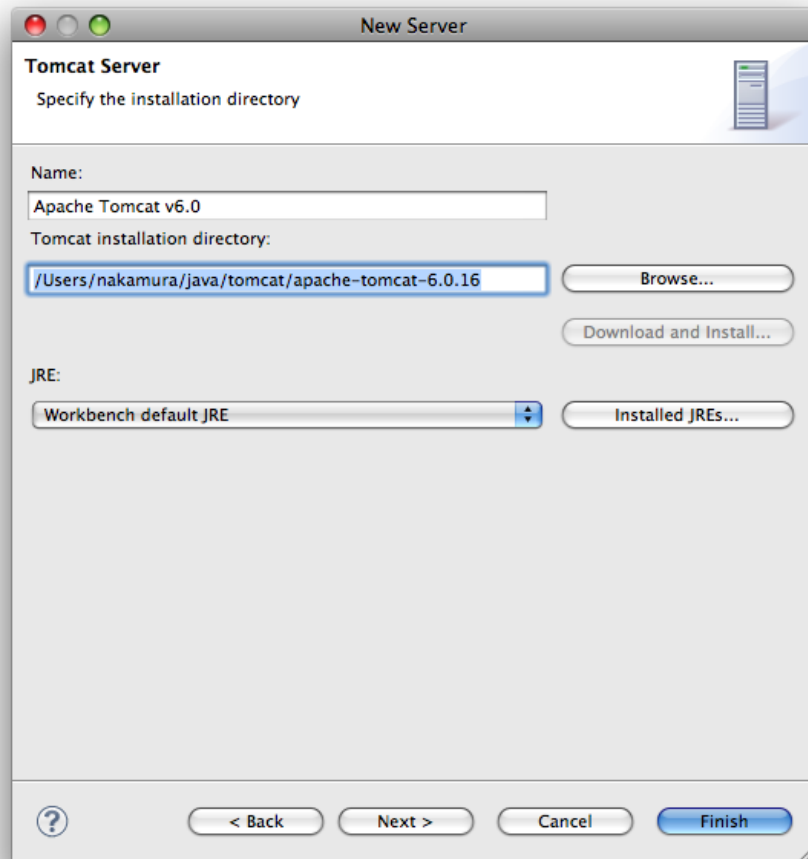 New Server
Tomcat Server
Specify the installation directory
Name:
Apache Tomcat v6.0
Tomcat installation directory:
/Users/nakamura/java/tomcat/apache-tomcat-6.0.16
Browse...
Download and Install...
JRE:
Workbench default JRE
Installed JREs...
?
< Back
Next >
Cancel
Finish